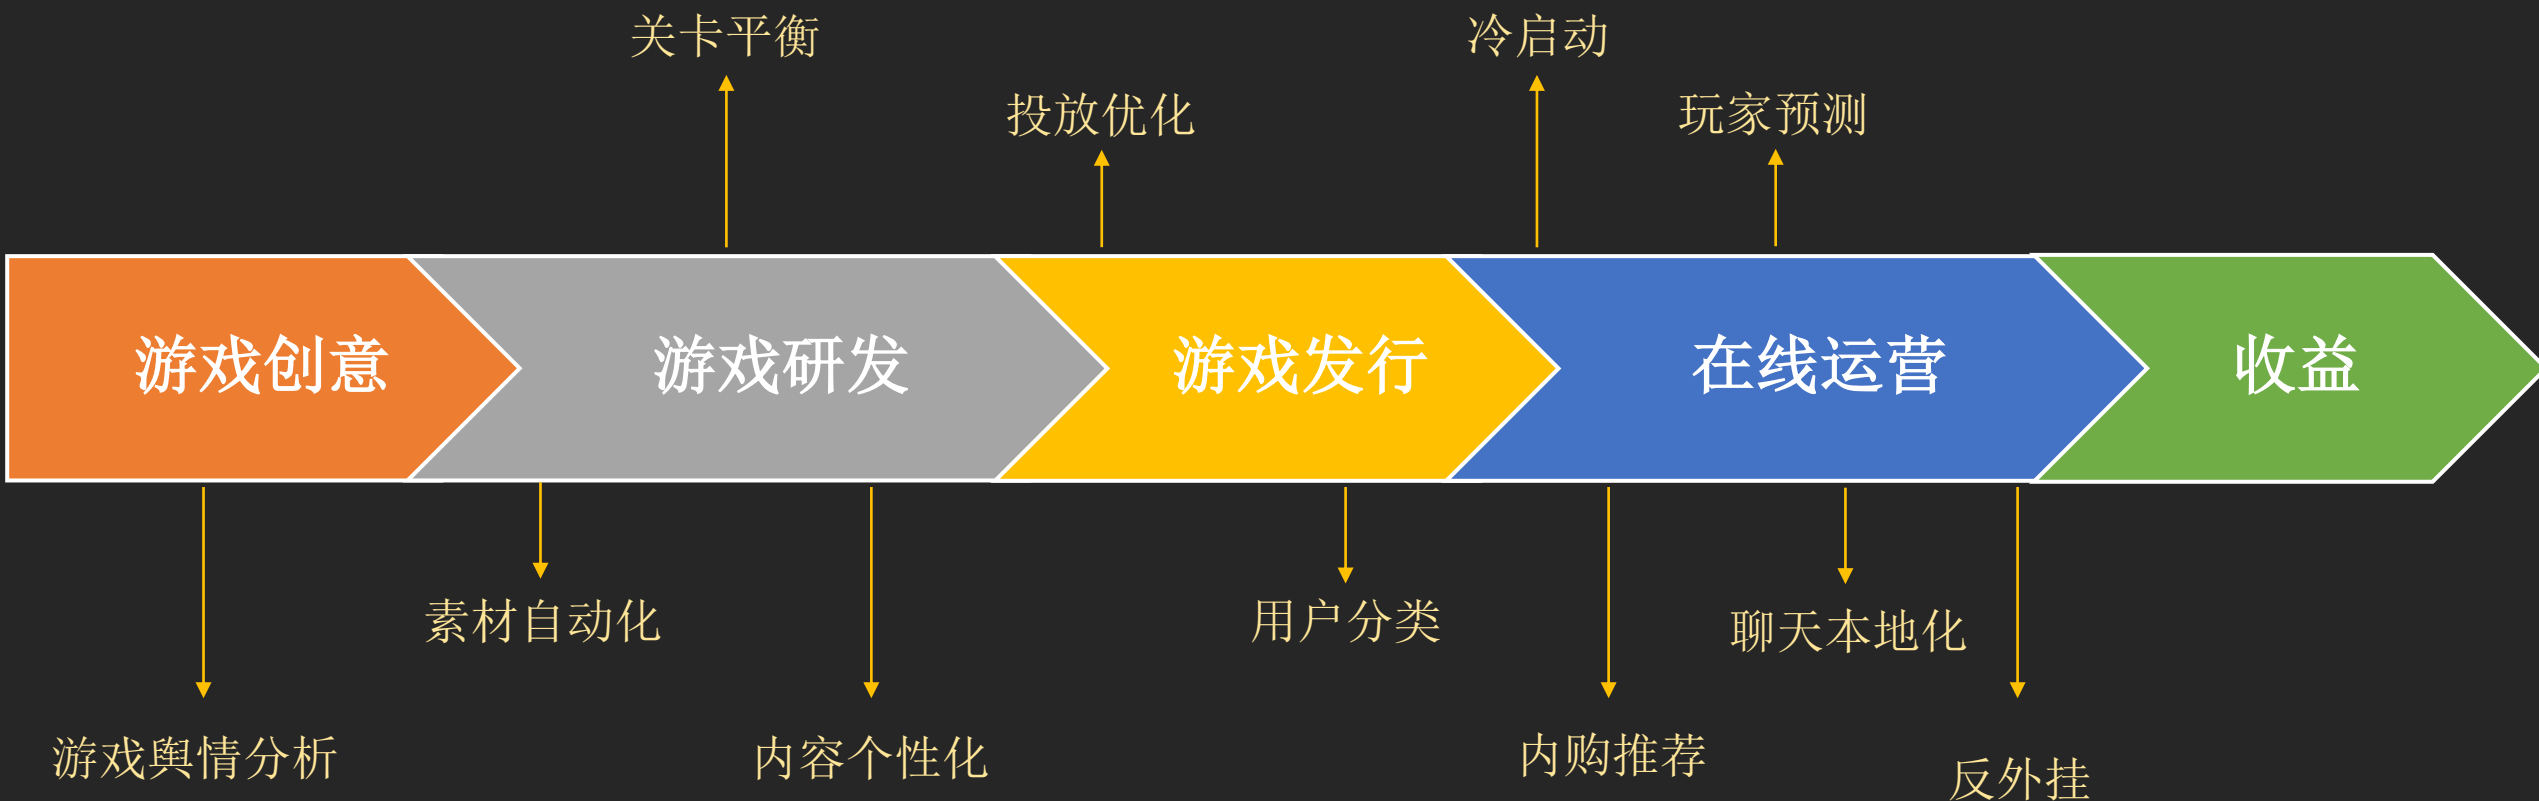 关卡平衡
冷启动
投放优化
玩家预测
游戏创意
游戏研发
游戏发行
在线运营
收益
素材自动化
用户分类
聊天本地化
游戏舆情分析
内容个性化
内购推荐
反外挂